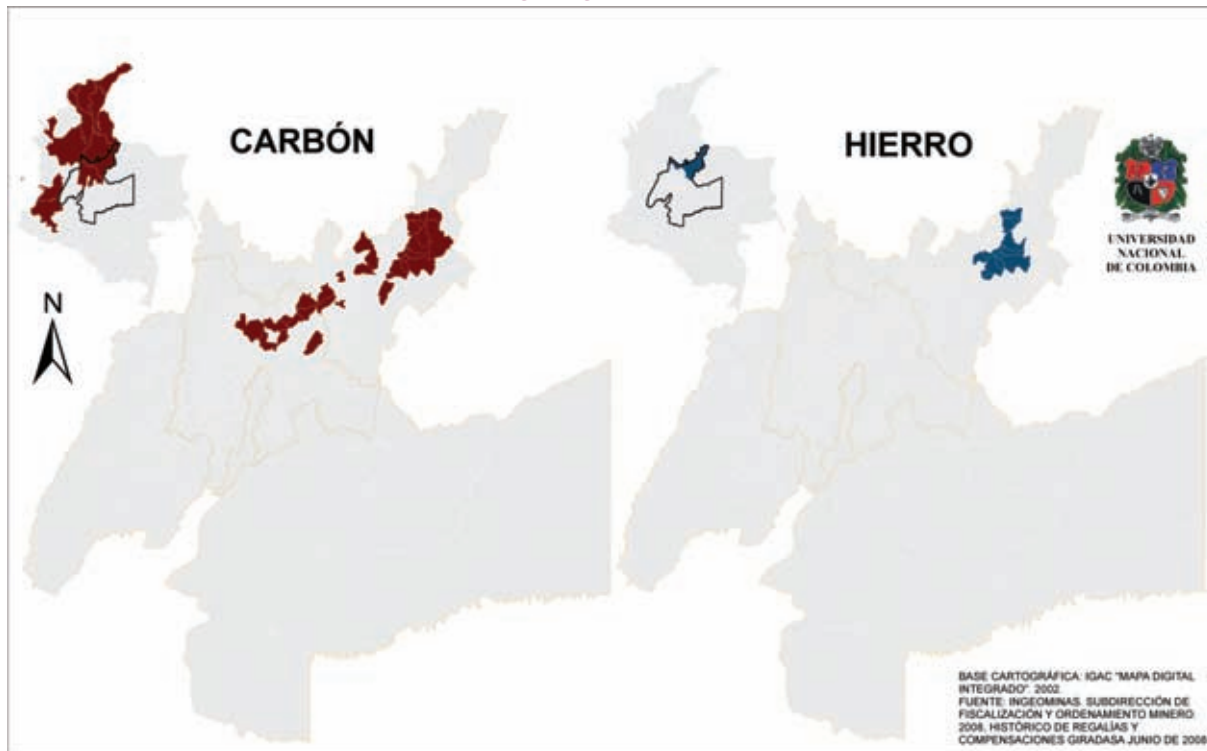 CARBÓN
HIERRO
N
UNIVERSIDAD
NACIONAL
DE COLOMBIA
BASE CARTOGRÁFICA: IGAC "MAPA DIGITAL
INTEGRADO". 2002.
FUENTE: INGEOMINAS. SUBDIRECCIÓN DE
FISCALIZACIÓN Y ORDENAMIENTO MINERO.
2008. HISTÓRICO DE REGALÍAS Y
COMPENSACIONES GIRADASA JUNIO DE 2008